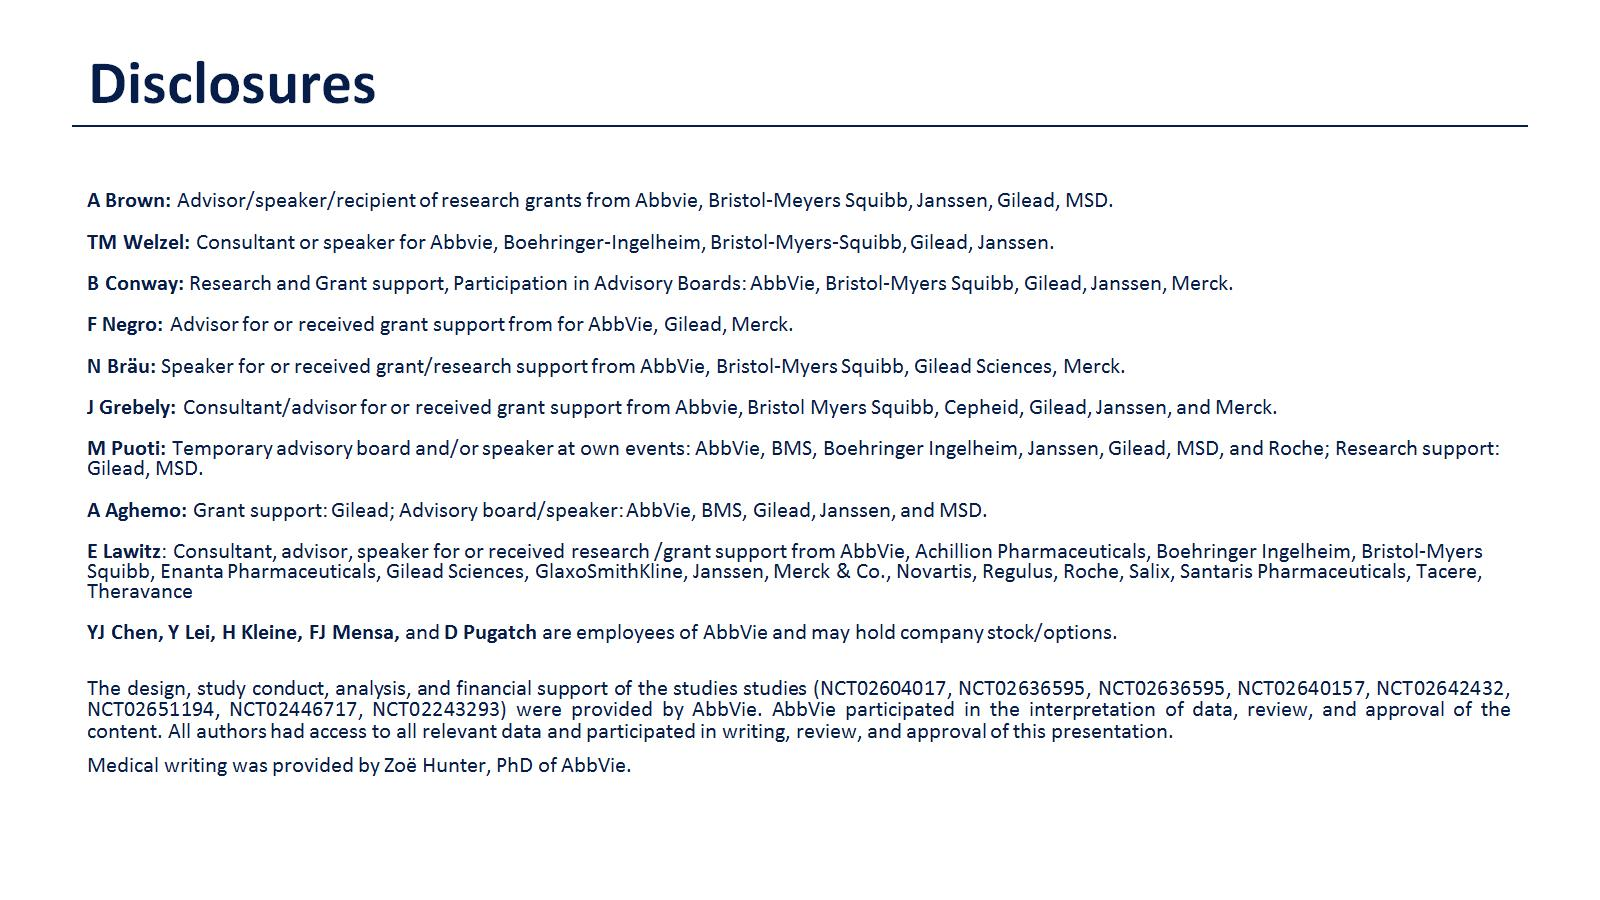 Disclosures
A Brown: Advisor/speaker/recipient of research grants from Abbvie, Bristol-Meyers Squibb, Janssen, Gilead, MSD.
TM Welzel: Consultant or speaker for Abbvie, Boehringer-Ingelheim, Bristol-Myers-Squibb, Gilead, Janssen.
B Conway: Research and Grant support, Participation in Advisory Boards: AbbVie, Bristol-Myers Squibb, Gilead, Janssen, Merck.
F Negro: Advisor for or received grant support from for AbbVie, Gilead, Merck.
N Bräu: Speaker for or received grant/research support from AbbVie, Bristol-Myers Squibb, Gilead Sciences, Merck.
J Grebely: Consultant/advisor for or received grant support from Abbvie, Bristol Myers Squibb, Cepheid, Gilead, Janssen, and Merck.
M Puoti: Temporary advisory board and/or speaker at own events: AbbVie, BMS, Boehringer Ingelheim, Janssen, Gilead, MSD, and Roche; Research support:
Gilead, MSD.
A Aghemo: Grant support: Gilead; Advisory board/speaker: AbbVie, BMS, Gilead, Janssen, and MSD.
E Lawitz: Consultant, advisor, speaker for or received research /grant support from AbbVie, Achillion Pharmaceuticals, Boehringer Ingelheim, Bristol-Myers
Squibb, Enanta Pharmaceuticals, Gilead Sciences, GlaxoSmithKline, Janssen, Merck & Co., Novartis, Regulus, Roche, Salix, Santaris Pharmaceuticals, Tacere,
Theravance
YJ Chen, Y Lei, H Kleine, FJ Mensa, and D Pugatch are employees of AbbVie and may hold company stock/options.
The design, study conduct, analysis, and financial support of the studies studies (NCT02604017, NCT02636595, NCT02636595, NCT02640157, NCT02642432,
NCT02651194, NCT02446717, NCT02243293) were provided by AbbVie. AbbVie participated in the interpretation of data, review, and approval of the
content. All authors had access to all relevant data and participated in writing, review, and approval of this presentation.
Medical writing was provided by Zoë Hunter, PhD of AbbVie.